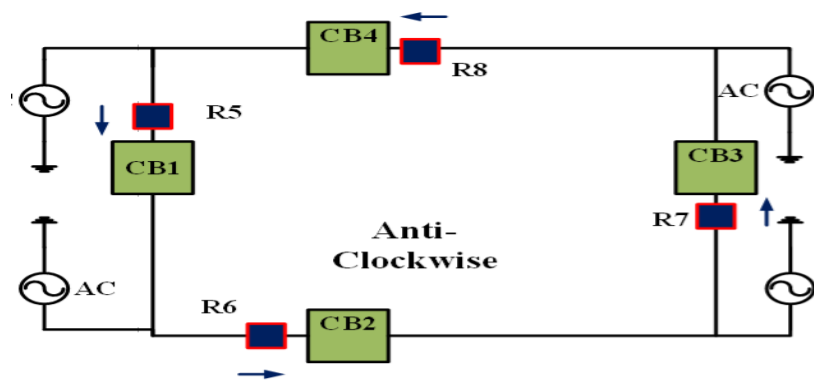 CB4
R8
AC
R5
CB1
CB3
R7
Anti-
Clockwise
AC
R6
CB2